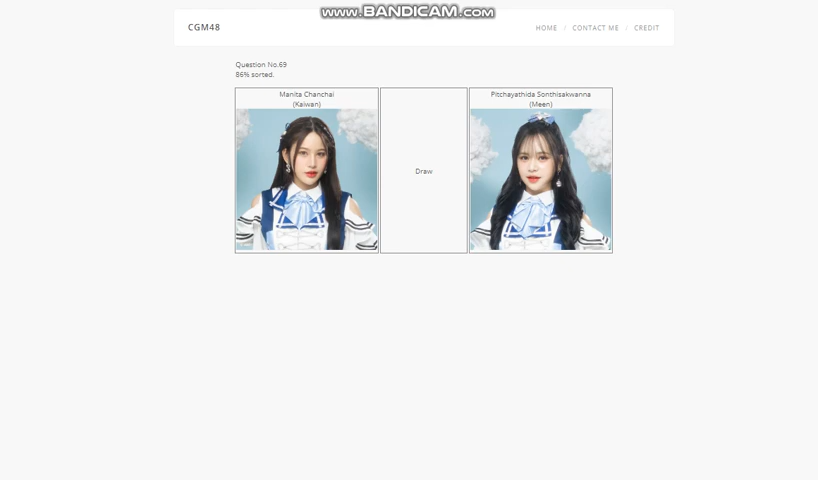 www.BANDICAM.com
CGM48
HOME / CONTACT ME / CREDIT
Question No.69
86% sorted.
Manita Chanchai
(Kaiwan)
Draw
Pitchayathida Sonthisakwanna
(Meen)